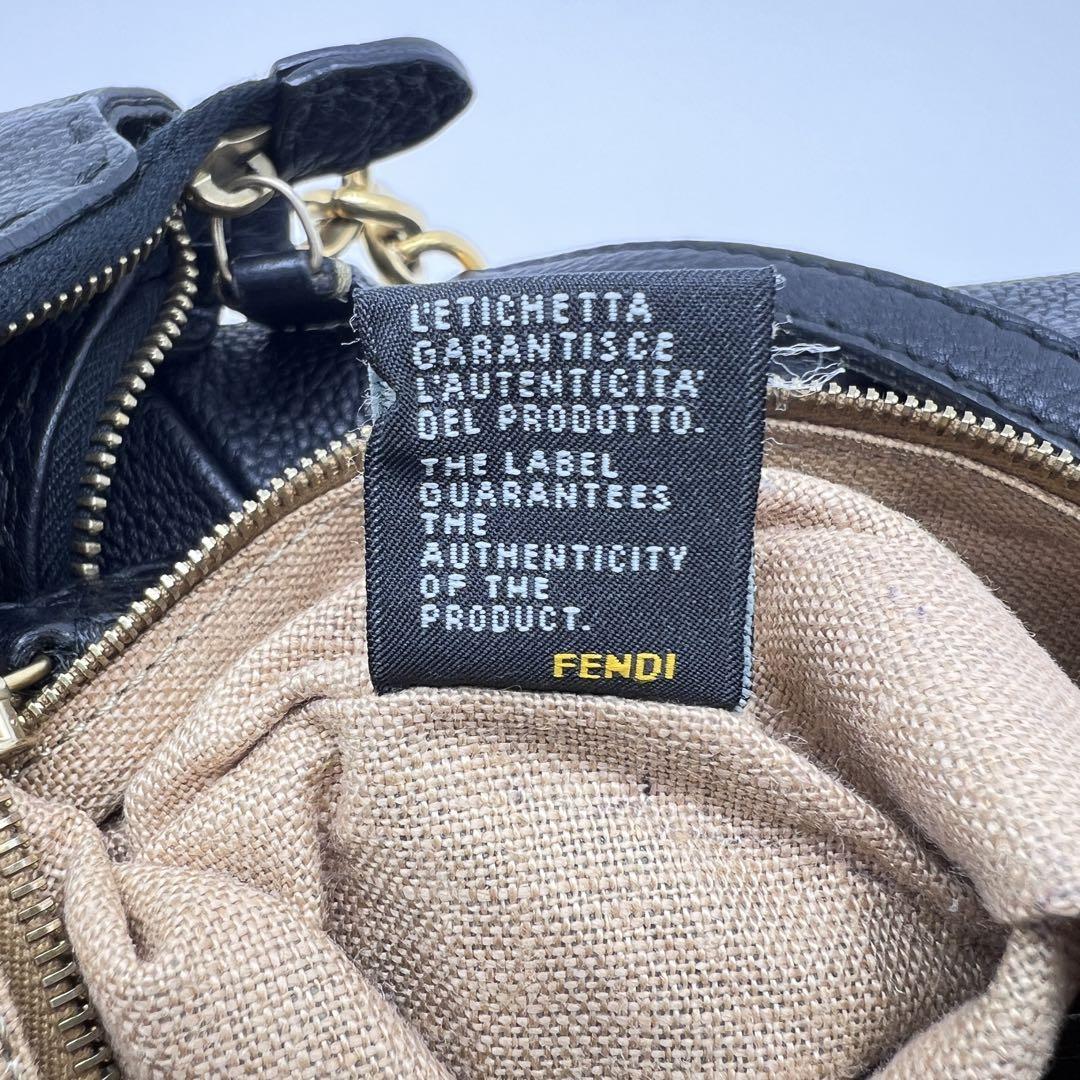 L'ETICHETTA
GARANTISCE
L'AUTENTICITA'
DEL PRODOTTO.
THE LABEL
GUARANTEES
THE
AUTHENTICITY
OF THE
PRODUCT.
FENDI